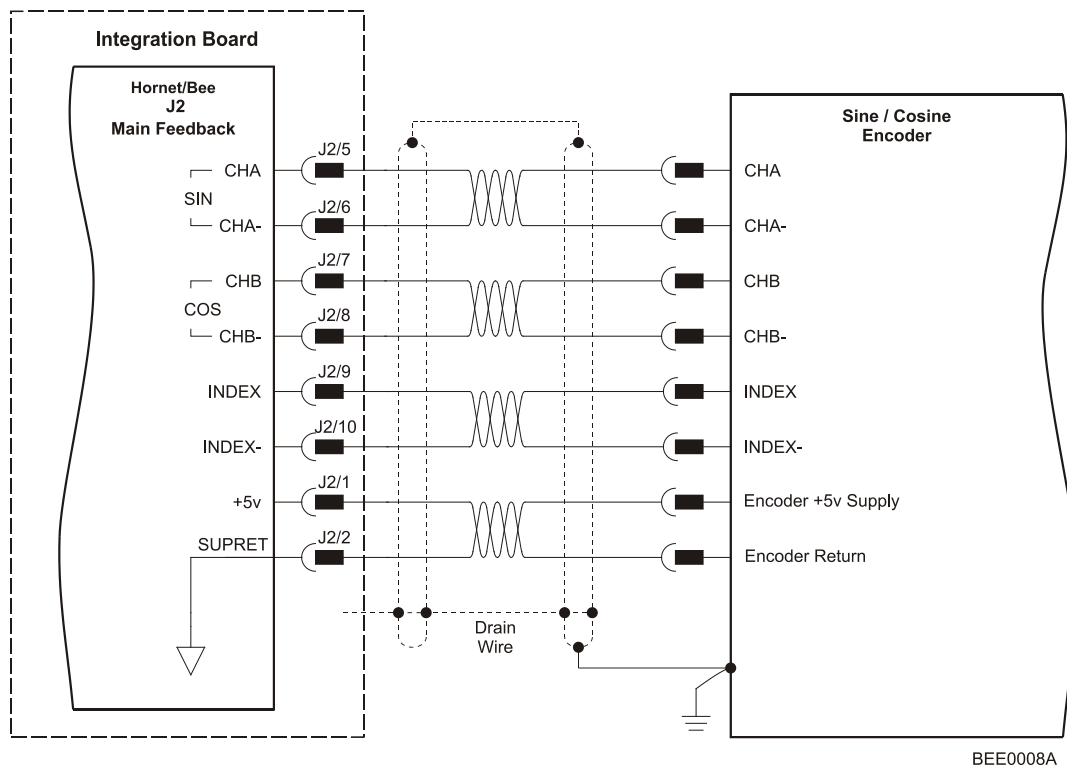 Integration Board
Hornet/Bee
J2
Main Feedback
Sine / Cosine
Encoder
CHA
J2/5
CHA
SIN
CHA-
J2/6
CHA-
CHB
J2/7
CHB
COS
CHB-
J2/8
CHB-
INDEX
J2/9
INDEX
INDEX-
J2/10
INDEX-
+5v
J2/1
Encoder +5v Supply
SUPRET
J2/2
Encoder Return
Drain
Wire
BEE0008A